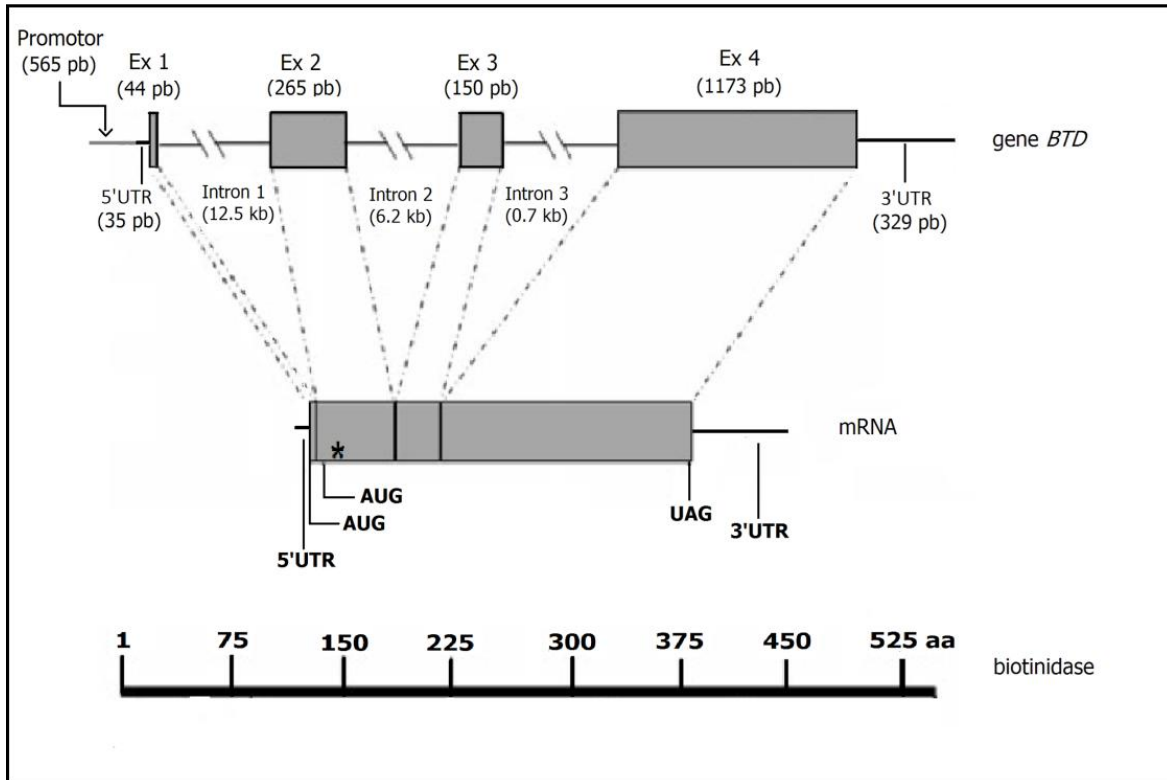 Promotor
(565 pb)
Ex 1
(44 pb)
Ex 2
(265 pb)
Ex 3
(150 pb)
Ex 4
(1173 pb)
gene BTD
5'UTR
(35 pb)
Intron 1
(12.5 kb)
Intron 2
(6.2 kb)
Intron 3
(0.7 kb)
3'UTR
(329 pb)
mRNA
*
AUG
AUG
5'UTR
UAG
3'UTR
1 75 150 225 300 375 450 525 aa
biotinidase